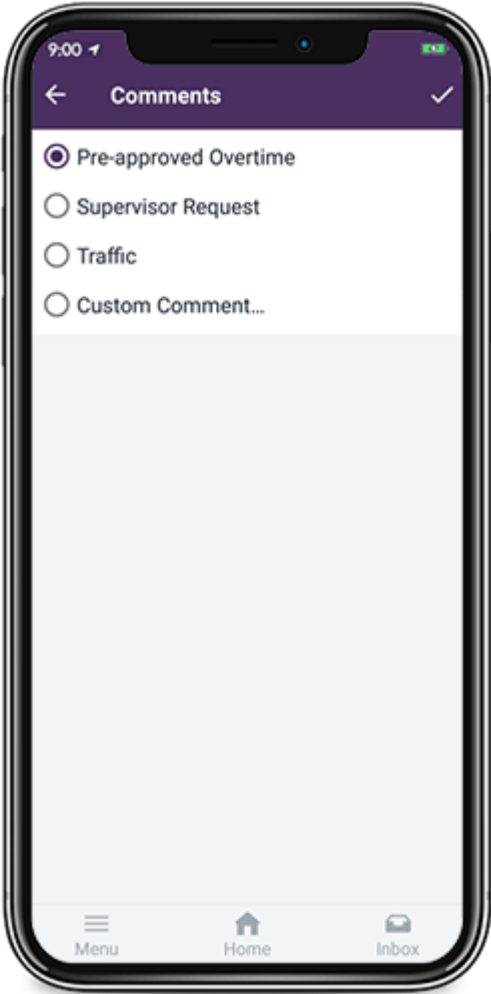 9:00
Comments
Pre-approved Overtime
Supervisor Request
Traffic
Custom Comment...
Menu
Home
Inbox